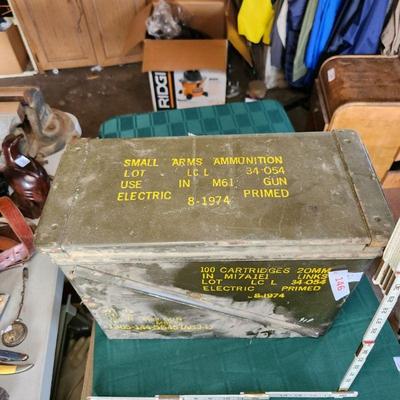 RIDGID
SMALL ARMS AMMUNITION
LOT LC L 34-054
USE IN M61 GUN
ELECTRIC PRIMED
8-1974
100 CARTRIDGES 20MM
IN M17A1E1 LINKS
LOT LC L 34-054
ELECTRIC PRIMED
8-1974
146